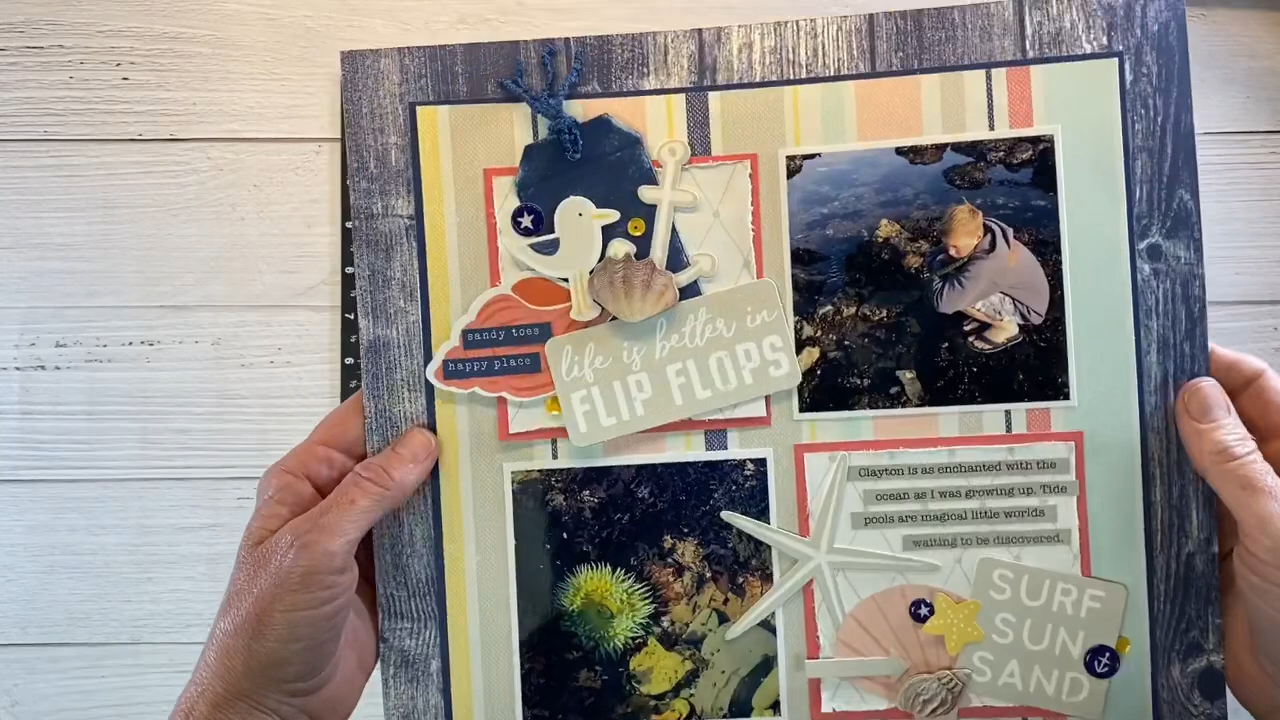 sandy toes
happy place
life is better in
FLIP FLOPS
Clayton is as enchanted with the
ocean as I was growing up. Tide
pools are magical little worlds
waiting to be discovered.
SURF
SUN
SAND